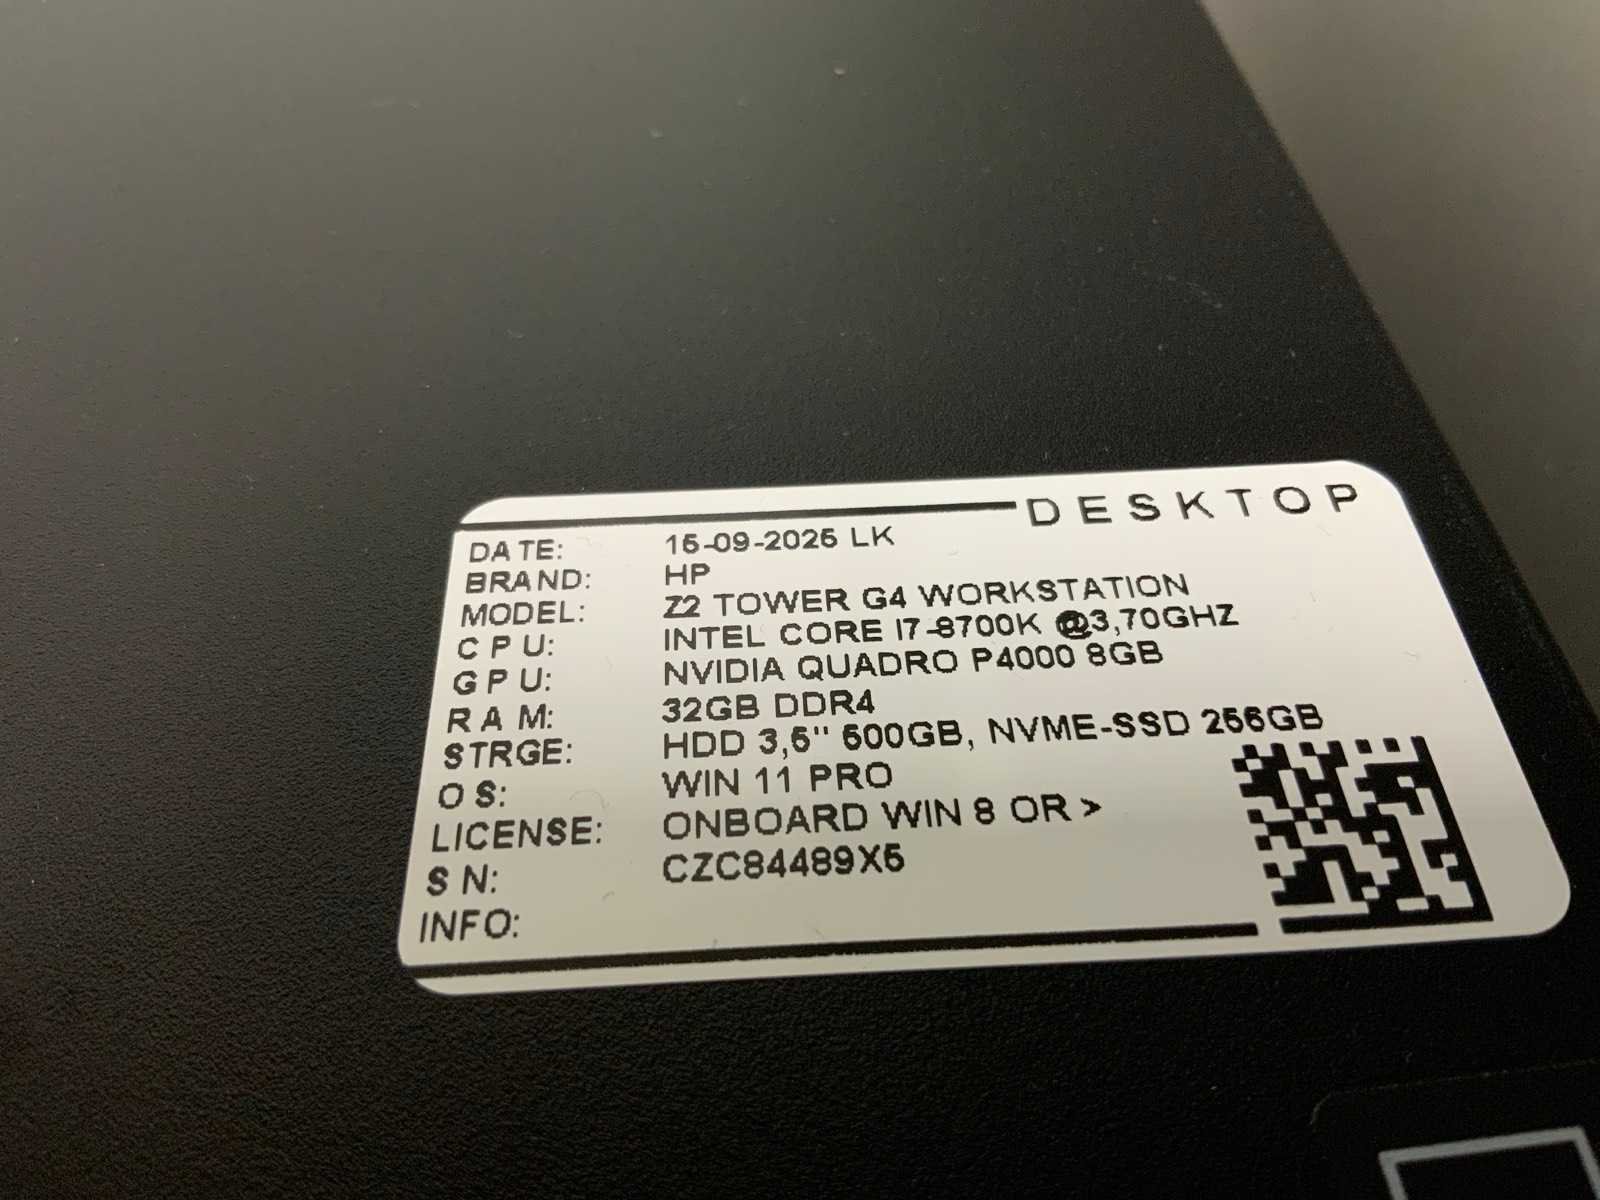 DESKTOP
DATE: 15-09-2025 LK
BRAND: HP
MODEL: Z2 TOWER G4 WORKSTATION
CPU: INTEL CORE I7-8700K @3,70GHZ
GPU: NVIDIA QUADRO P4000 8GB
RAM: 32GB DDR4
STRGE: HDD 3,5" 500GB, NVME-SSD 256GB
OS: WIN 11 PRO
LICENSE: ONBOARD WIN 8 OR >
SN: CZC84489X5
INFO: